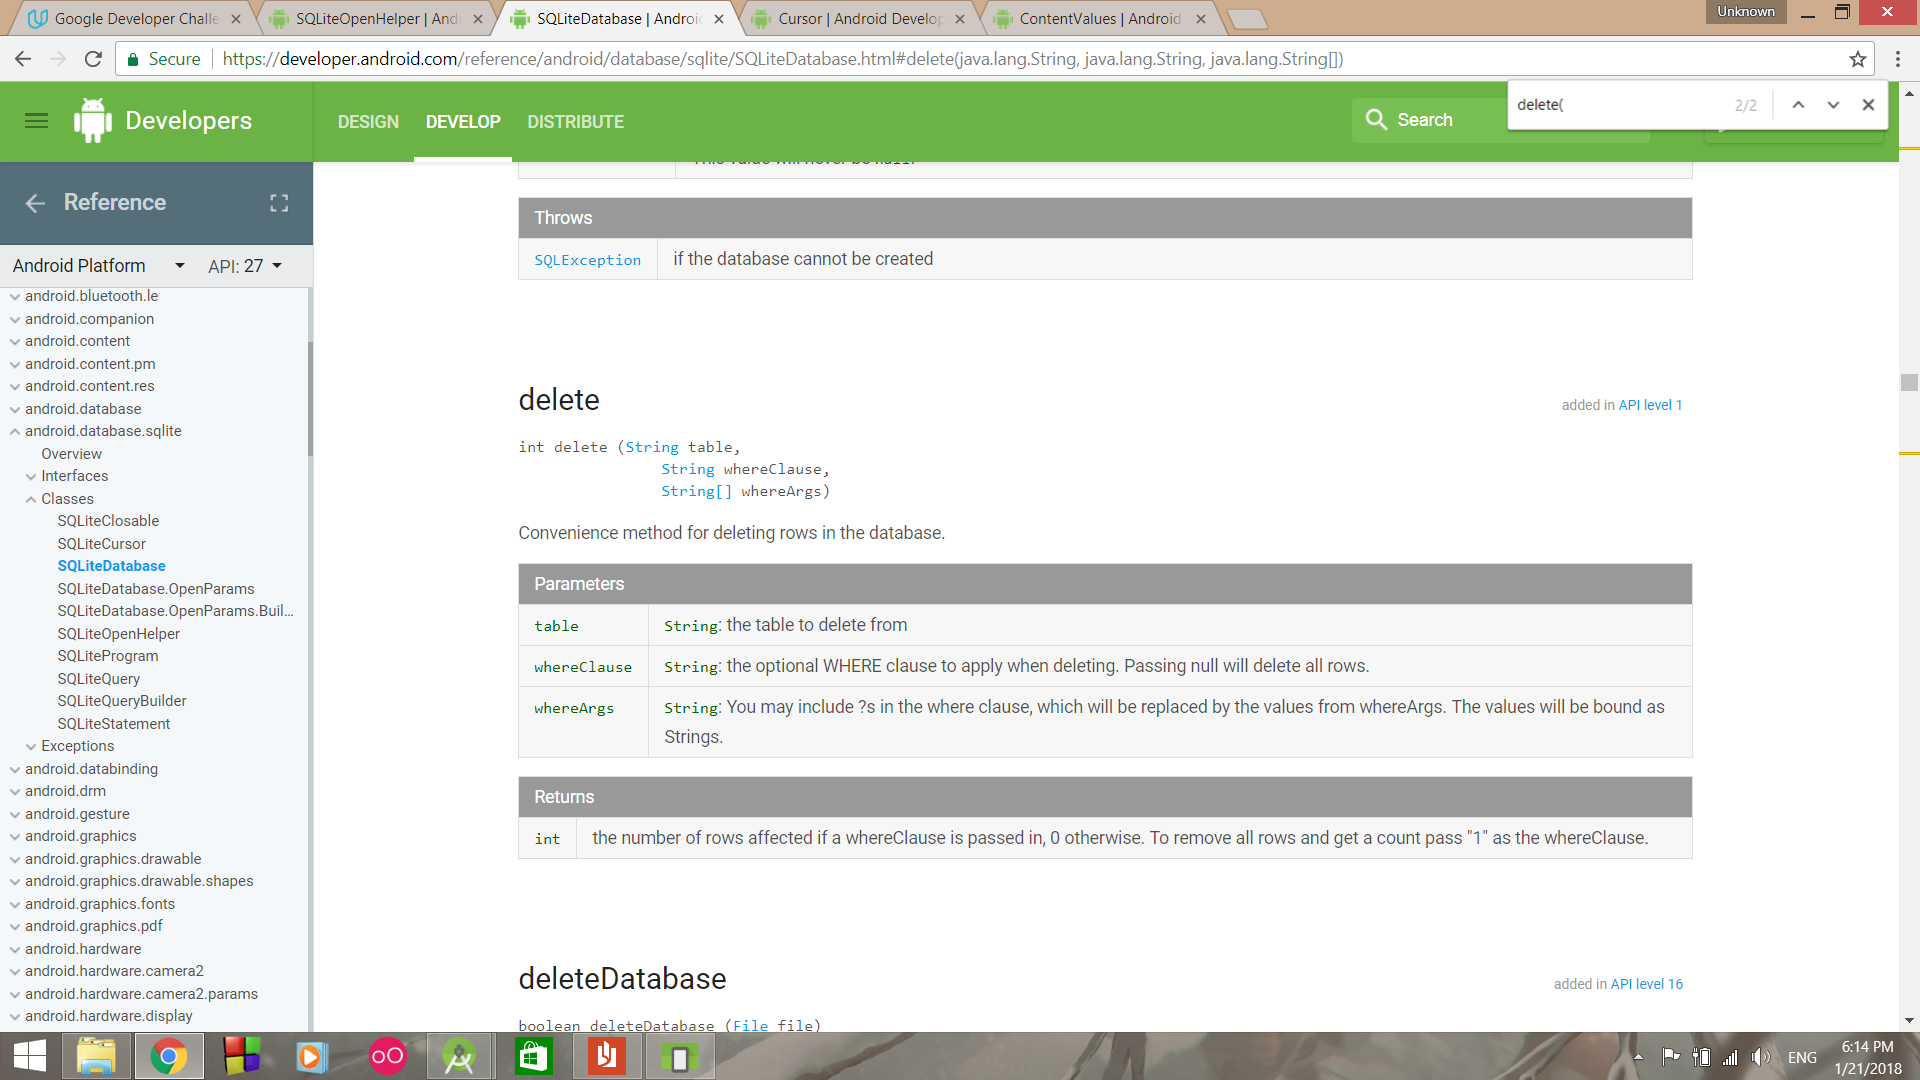 Google Developer Challe
SQLiteOpenHelper | And
SQLiteDatabase | Androi
Cursor | Android Develop
ContentValues | Android
Unknown
Secure
https://developer.android.com/reference/android/database/sqlite/SQLiteDatabase.html#delete(java.lang.String, java.lang.String, java.lang.String[])
delete(
2/2
Developers
DESIGN
DEVELOP
DISTRIBUTE
Search
Reference
Android Platform
API: 27
android.bluetooth.le
android.companion
android.content
android.content.pm
android.content.res
android.database
android.database.sqlite
Overview
Interfaces
Classes
SQLiteClosable
SQLiteCursor
SQLiteDatabase
SQLiteDatabase.OpenParams
SQLiteDatabase.OpenParams.Buil...
SQLiteOpenHelper
SQLiteProgram
SQLiteQuery
SQLiteQueryBuilder
SQLiteStatement
Exceptions
android.databinding
android.drm
android.gesture
android.graphics
android.graphics.drawable
android.graphics.drawable.shapes
android.graphics.fonts
android.graphics.pdf
android.hardware
android.hardware.camera2
android.hardware.camera2.params
android.hardware.display
This value will never be null.
Throws
SQLException if the database cannot be created
delete
added in API level 1
int delete (String table,
String whereClause,
String[] whereArgs)
Convenience method for deleting rows in the database.
Parameters
table String: the table to delete from
whereClause String: the optional WHERE clause to apply when deleting. Passing null will delete all rows.
whereArgs String: You may include ?s in the where clause, which will be replaced by the values from whereArgs. The values will be bound as
Strings.
Returns
int the number of rows affected if a whereClause is passed in, 0 otherwise. To remove all rows and get a count pass "1" as the whereClause.
deleteDatabase
added in API level 16
boolean deleteDatabase (File file)
ENG
6:14 PM
1/21/2018